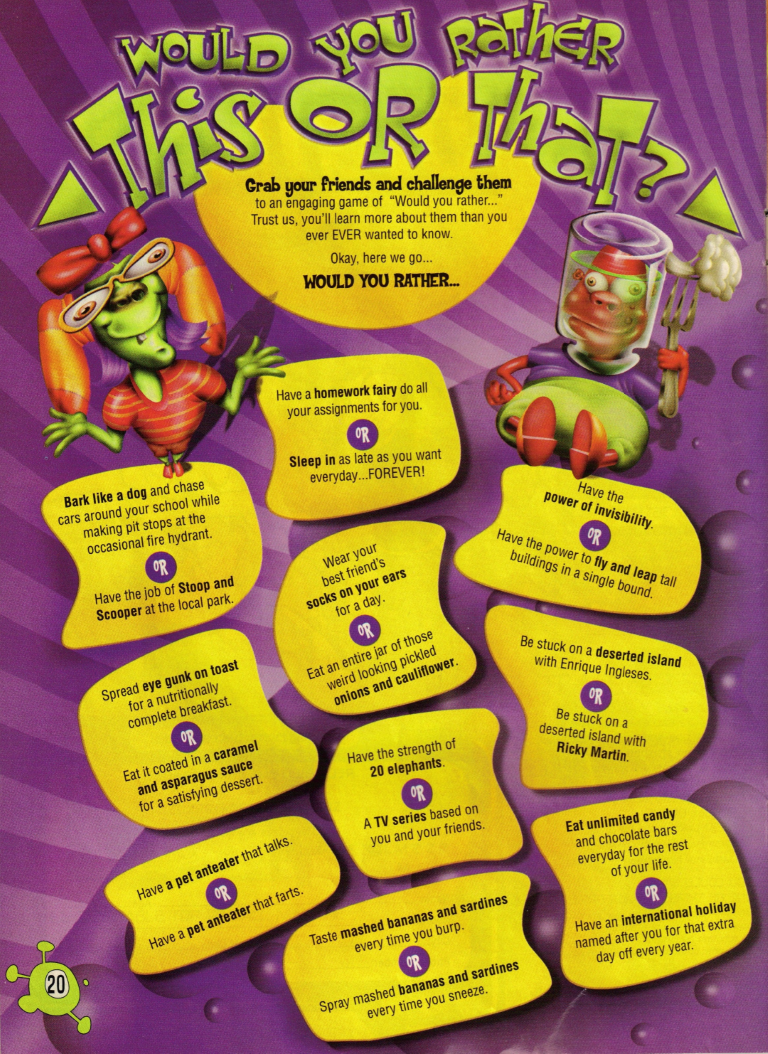 WOULD YOU RATHER
This OR That?
Grab your friends and challenge them
to an engaging game of "Would you rather..."
Trust us, you'll learn more about them than you
ever EVER wanted to know.
Okay, here we go...
WOULD YOU RATHER...
Have a homework fairy do all
your assignments for you.
OR
Sleep in as late as you want
everyday...FOREVER!
Bark like a dog and chase
cars around your school while
making pit stops at the
occasional fire hydrant.
OR
Have the job of Stoop and
Scooper at the local park.
Wear your
best friend's
socks on your ears
for a day.
OR
Eat an entire jar of those
weird looking pickled
onions and cauliflower.
Have the
power of invisibility.
OR
Have the power to fly and leap tall
buildings in a single bound.
Spread eye gunk on toast
for a nutritionally
complete breakfast.
OR
Eat it coated in a caramel
and asparagus sauce
for a satisfying dessert.
Be stuck on a deserted island
with Enrique Ingleses.
OR
Be stuck on a
deserted island with
Ricky Martin.
Have the strength of
20 elephants.
OR
A TV series based on
you and your friends.
Have a pet anteater that talks.
OR
Have a pet anteater that farts.
Eat unlimited candy
and chocolate bars
everyday for the rest
of your life.
OR
Have an international holiday
named after you for that extra
day off every year.
Taste mashed bananas and sardines
every time you burp.
OR
Spray mashed bananas and sardines
every time you sneeze.
20